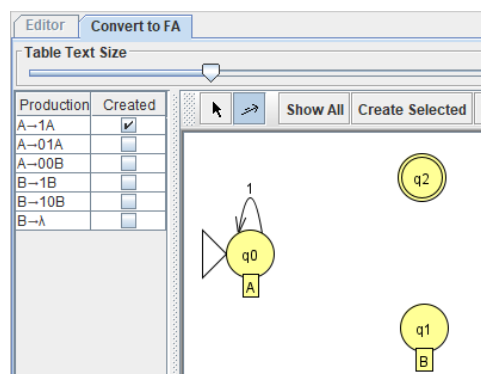 Editor Convert to FA
Table Text Size
Production Created
A→1A
A→01A
A→00B
B→1B
B→10B
B→λ
Show All Create Selected
q2
1
q0
A
q1
B